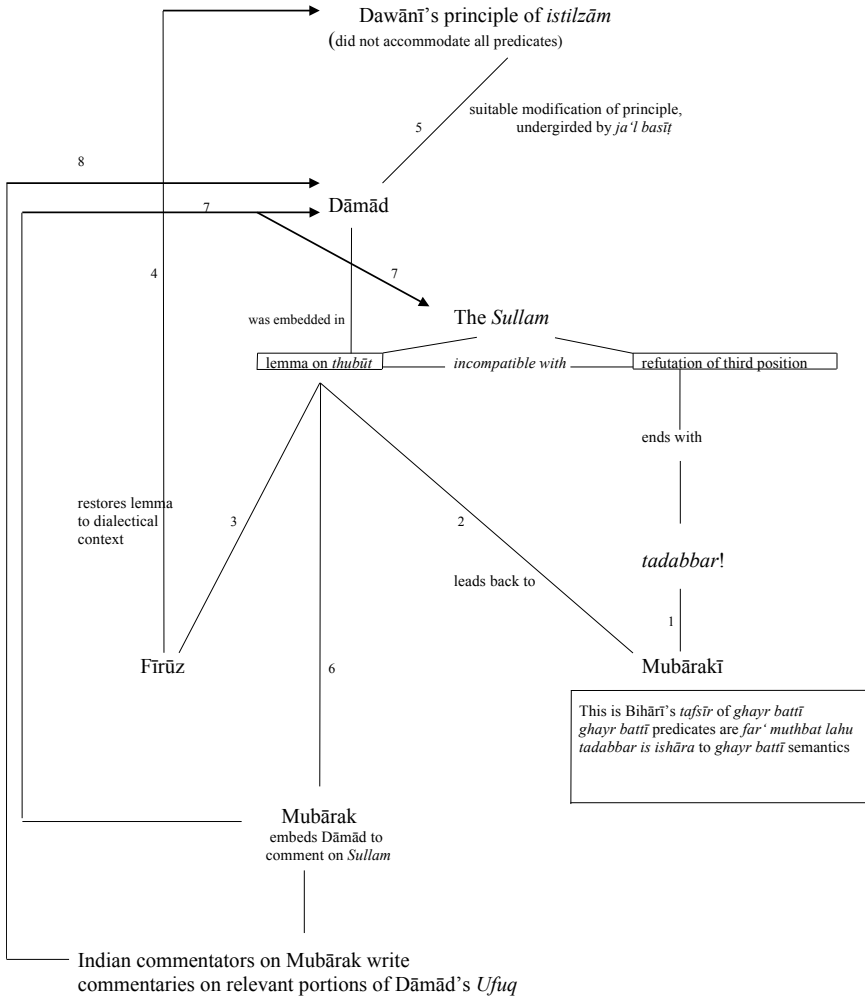 Dawānī’s principle of istilzām
(did not accommodate all predicates)
suitable modification of principle,
undergirded by ja‘l basīṭ
5
8
Dāmād
7
4
7
The Sullam
was embedded in
lemma on thubūt
incompatible with
refutation of third position
ends with
restores lemma
to dialectical
context
3
2
tadabbar!
leads back to
1
Fīrūz
6
Mubārakī
This is Bihārī’s tafsīr of ghayr battī
ghayr battī predicates are far‘ muthbat lahu
tadabbar is ishāra to ghayr battī semantics
Mubārak
embeds Dāmād to
comment on Sullam
Indian commentators on Mubārak write
commentaries on relevant portions of Dāmād’s Ufuq